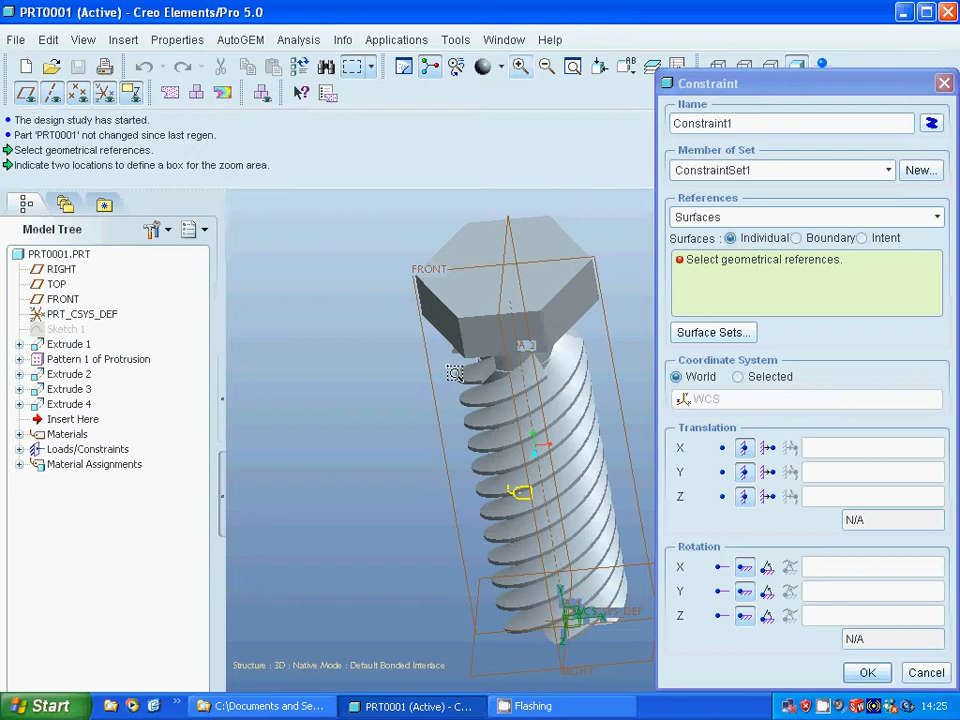 PRT0001 (Active) - Creo Elements/Pro 5.0
File Edit View Insert Properties AutoGEM Analysis Info Applications Tools Window Help
The design study has started.
Part 'PRT0001' not changed since last regen.
Select geometrical references.
Indicate two locations to define a box for the zoom area.
Model Tree
PRT0001.PRT
RIGHT
TOP
FRONT
PRT_CSYS_DEF
Sketch 1
Extrude 1
Pattern 1 of Protrusion
Extrude 2
Extrude 3
Extrude 4
Insert Here
Materials
Loads/Constraints
Material Assignments
FRONT
A_2
WCS
SYS_DEF
RIGHT
Structure : 3D : Native Mode : Default Bonded Interface
Constraint
Name
Constraint1
Member of Set
ConstraintSet1
New...
References
Surfaces
Surfaces : Individual Boundary Intent
Select geometrical references.
Surface Sets...
Coordinate System
World Selected
WCS
Translation
X
Y
Z
N/A
Rotation
X
Y
Z
N/A
OK Cancel
Start
C:\Documents and Se...
PRT0001 (Active) - C...
Flashing
14:25